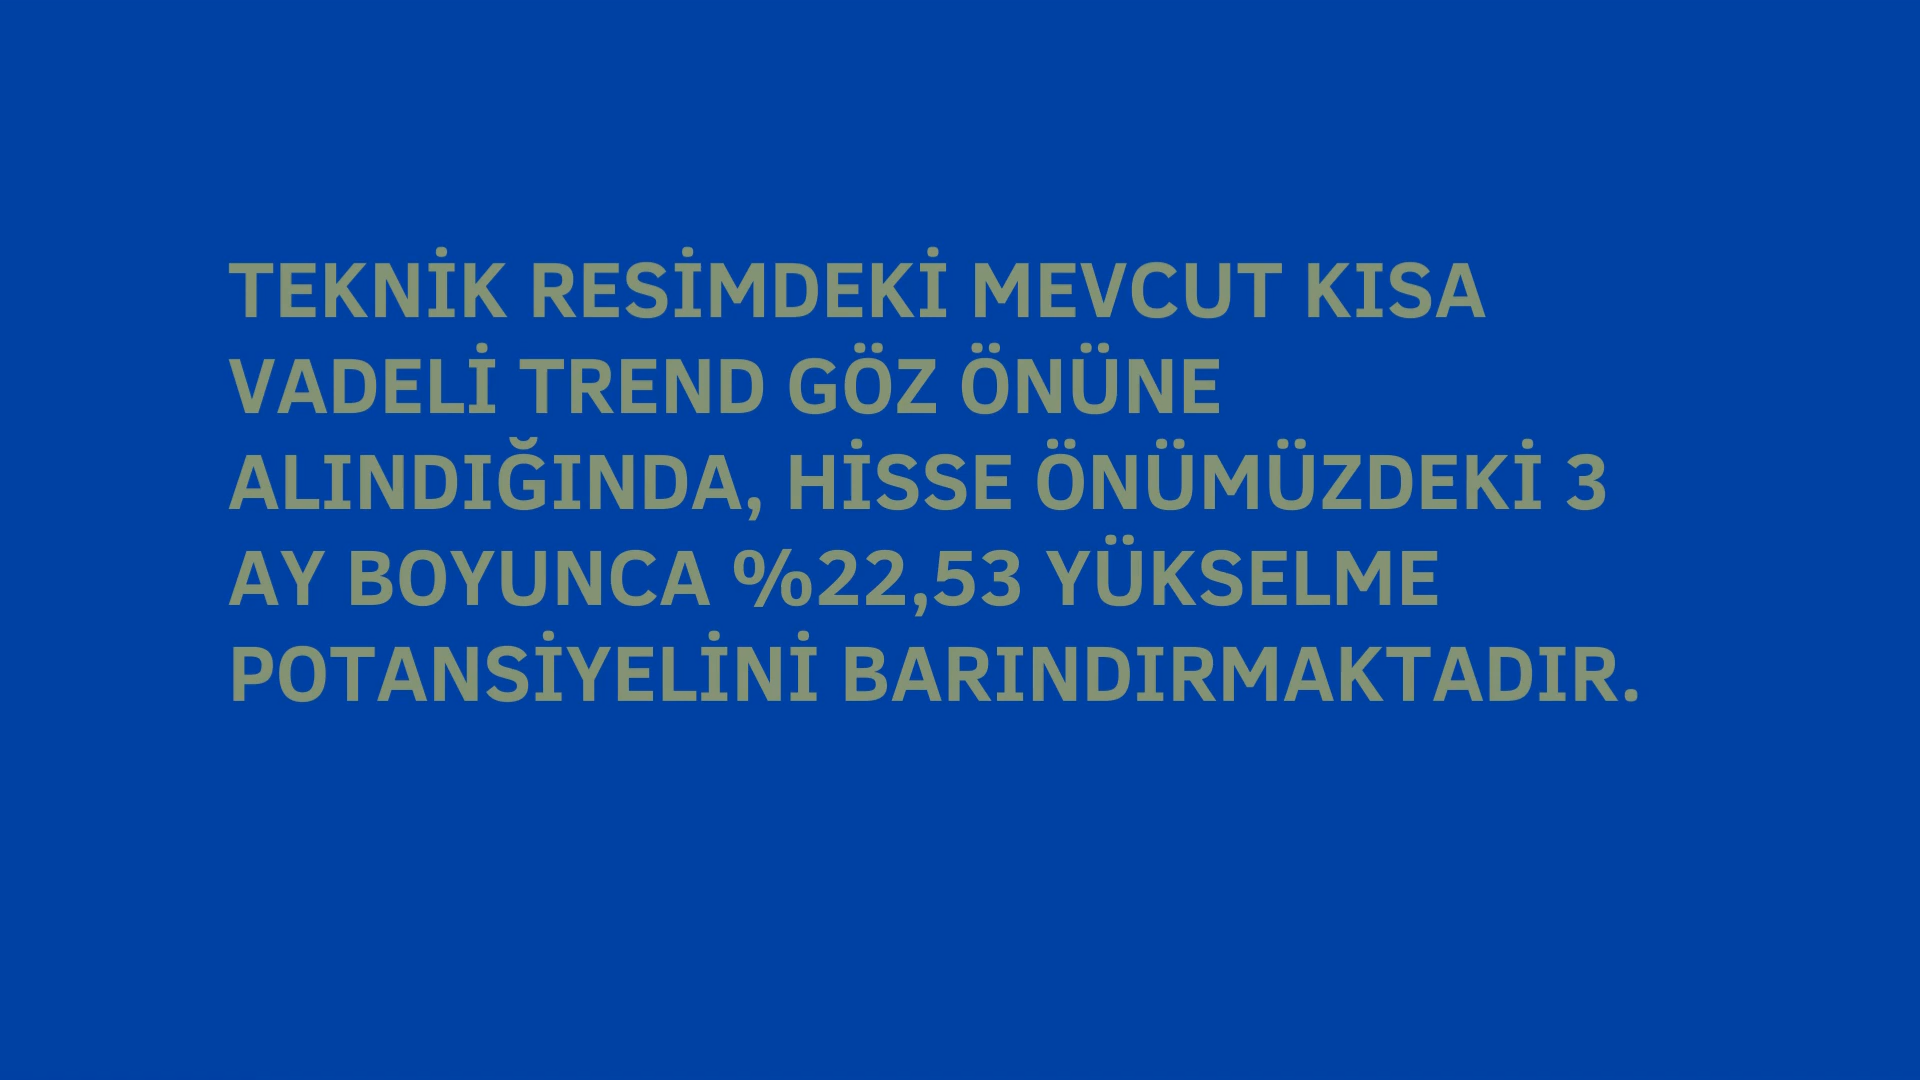 TEKNİK RESİMDEKİ MEVCUT KISA
VADELİ TREND GÖZ ÖNÜNE
ALINDIĞINDA, HİSSE ÖNÜMÜZDEKİ 3
AY BOYUNCA %22,53 YÜKSELME
POTANSİYELİNİ BARINDIRMAKTADIR.